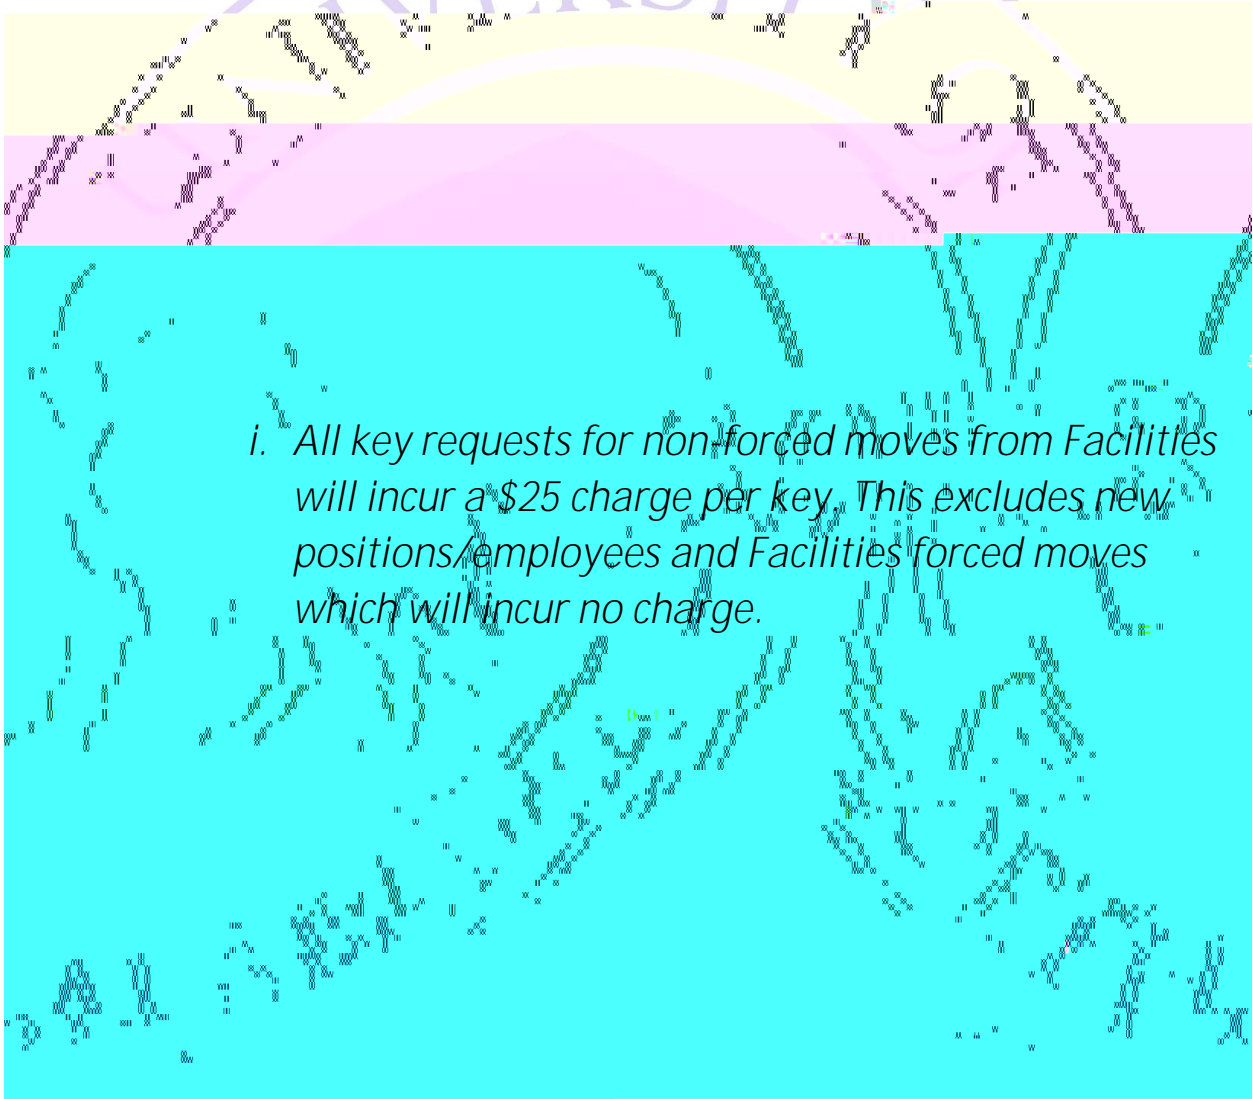 i. All key requests for non-forced moves from Facilities
will incur a $25 charge per key. This excludes new
positions/employees and Facilities forced moves
which will incur no charge.